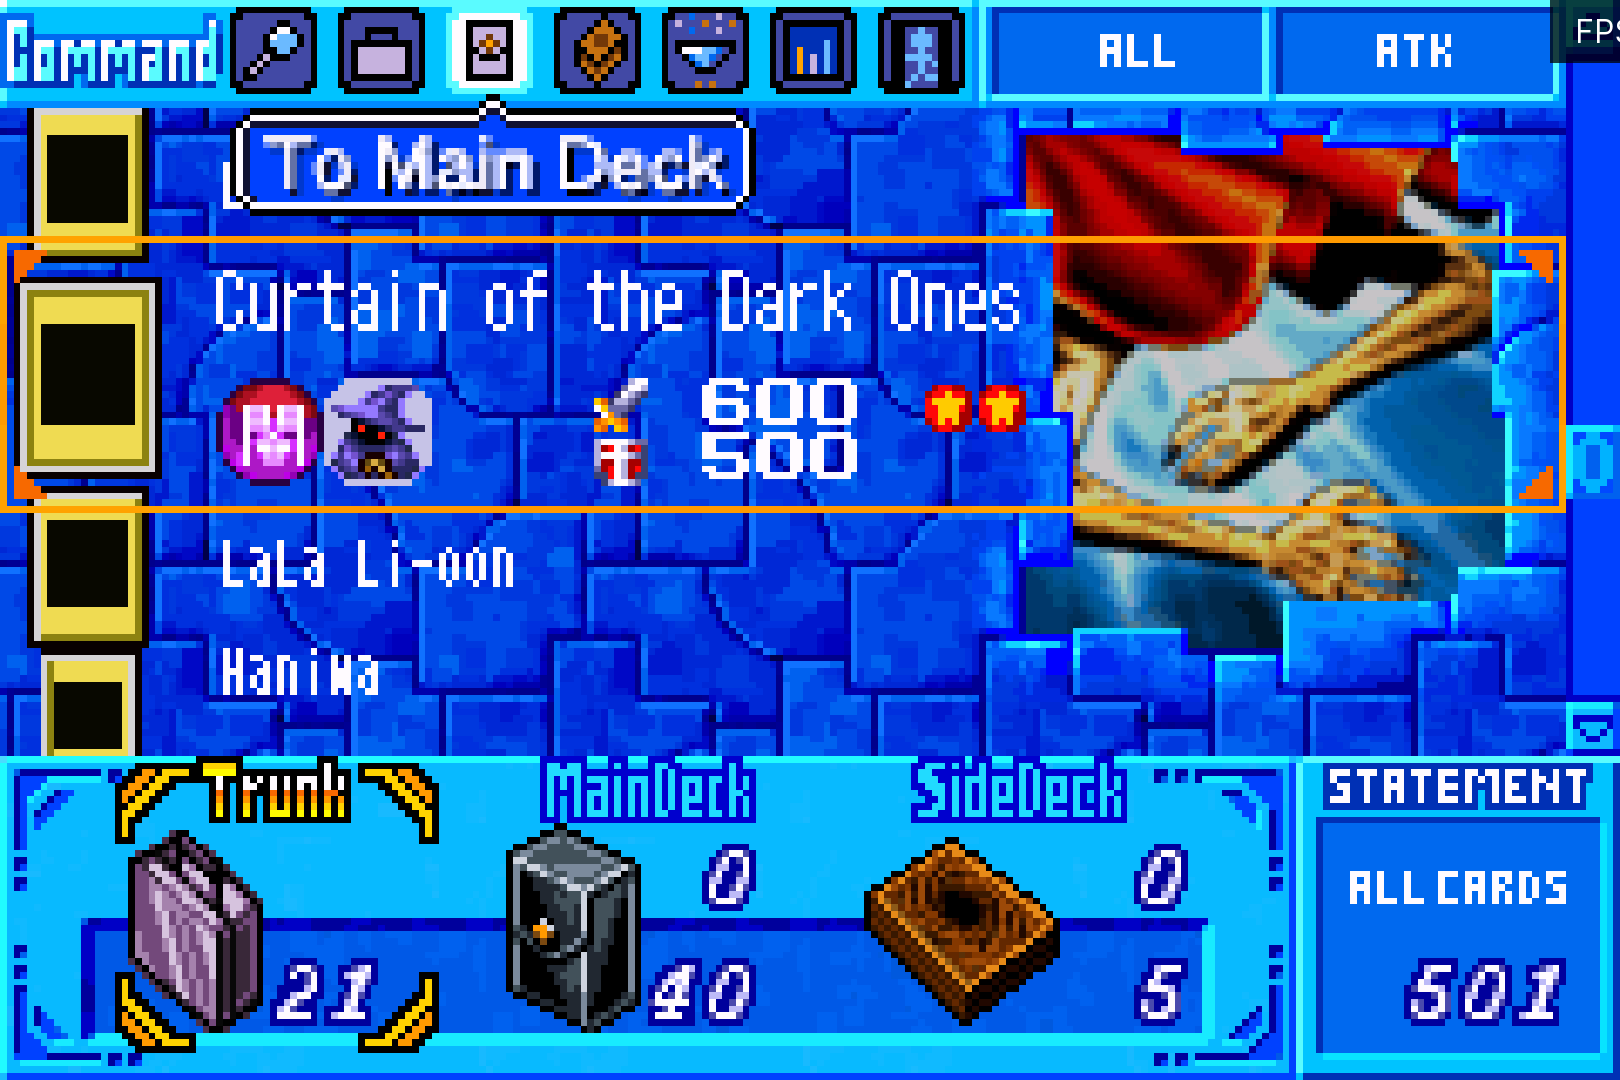 Command
ALL
ATK
FPS
To Main Deck
Curtain of the Dark Ones
M
600
500
LaLa Li-oon
Haniwa
Trunk
MainDeck
SideDeck
STATEMENT
0
0
ALL CARDS
21
40
5
501